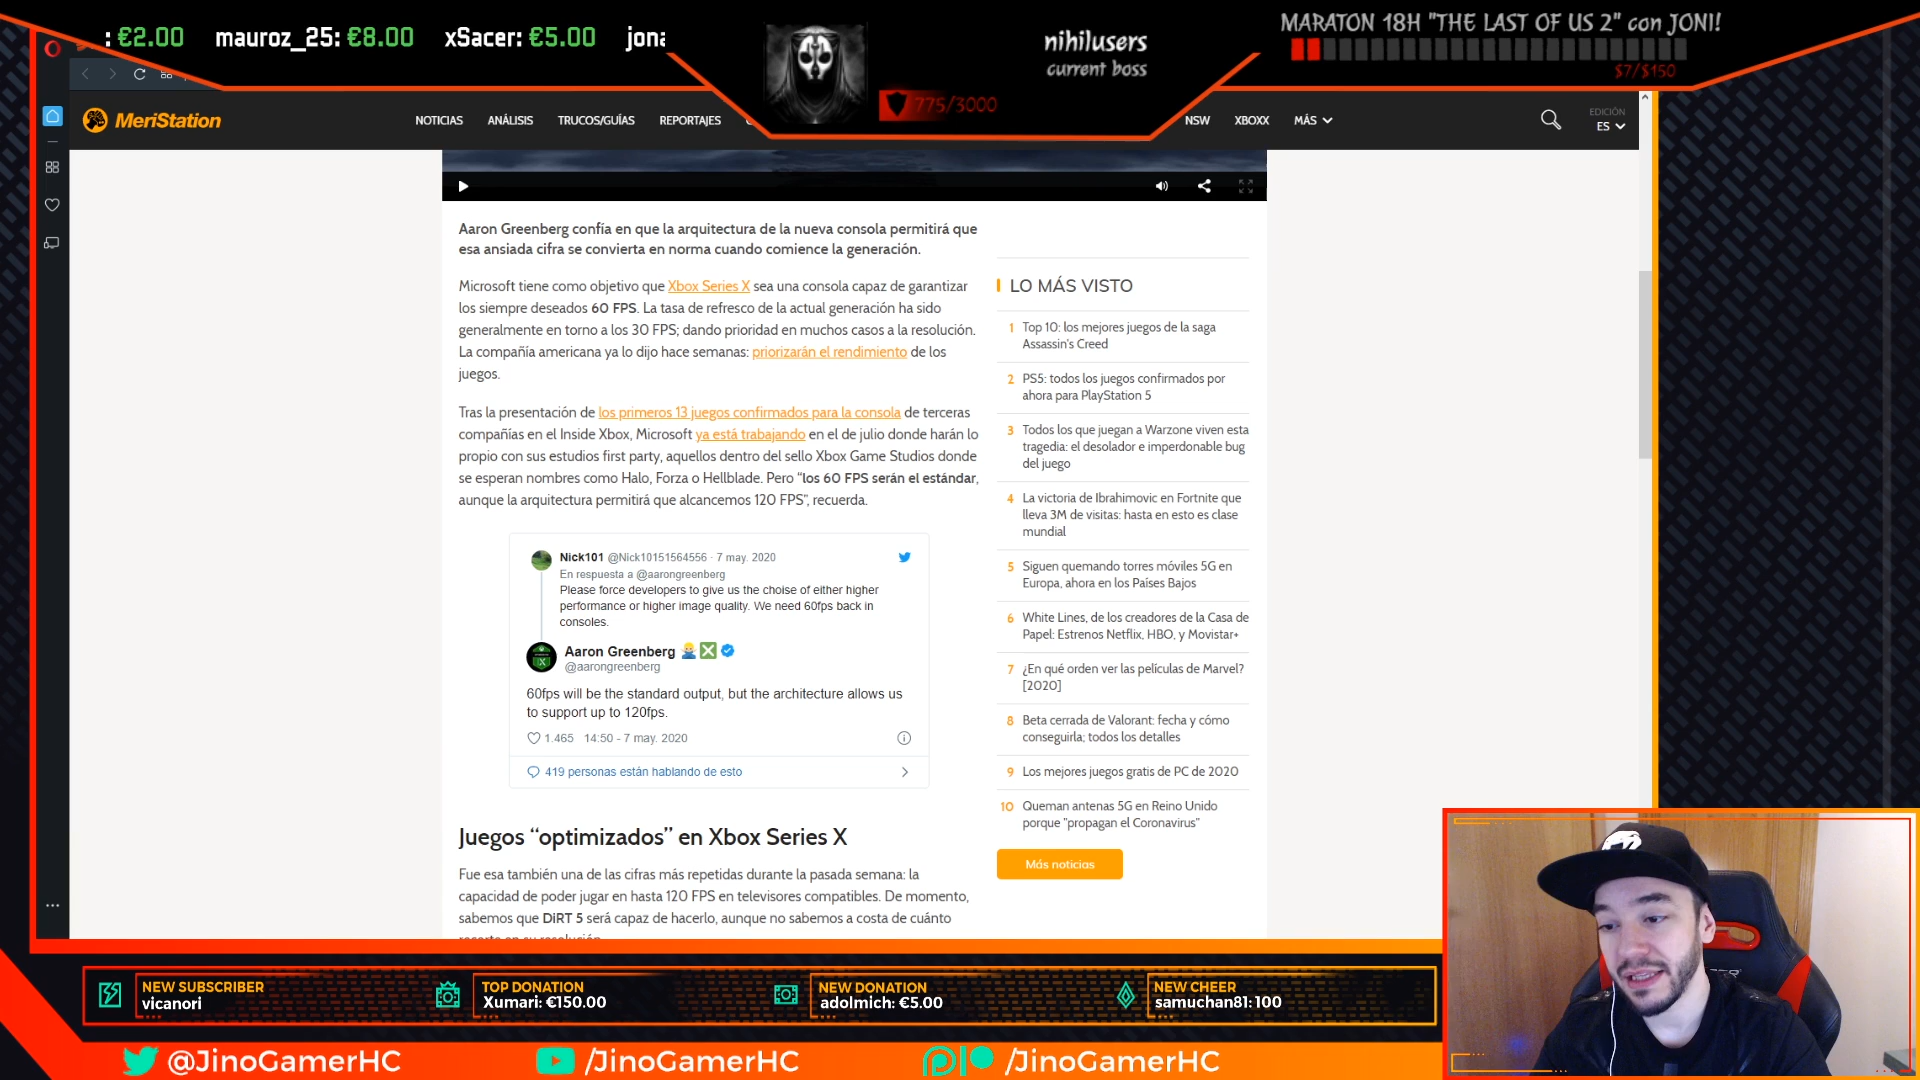 : €2.00 mauroz_25: €8.00 xSacer: €5.00 jona
nihilusers
current boss
775/3000
MARATON 18H "THE LAST OF US 2" con JONI!
$7/$150
MeriStation
NOTICIAS ANÁLISIS TRUCOS/GUÍAS REPORTAJES
NSW XBOXX MÁS
EDICIÓN
ES
Aaron Greenberg confía en que la arquitectura de la nueva consola permitirá que
esa ansiada cifra se convierta en norma cuando comience la generación.
Microsoft tiene como objetivo que Xbox Series X sea una consola capaz de garantizar
los siempre deseados 60 FPS. La tasa de refresco de la actual generación ha sido
generalmente en torno a los 30 FPS; dando prioridad en muchos casos a la resolución.
La compañía americana ya lo dijo hace semanas: priorizarán el rendimiento de los
juegos.
Tras la presentación de los primeros 13 juegos confirmados para la consola de terceras
compañías en el Inside Xbox, Microsoft ya está trabajando en el de julio donde harán lo
propio con sus estudios first party, aquellos dentro del sello Xbox Game Studios donde
se esperan nombres como Halo, Forza o Hellblade. Pero “los 60 FPS serán el estándar,
aunque la arquitectura permitirá que alcancemos 120 FPS”, recuerda.
Nick101 @Nick10151564556 · 7 may. 2020
En respuesta a @aarongreenberg
Please force developers to give us the choise of either higher
performance or higher image quality. We need 60fps back in
consoles.
Aaron Greenberg
@aarongreenberg
60fps will be the standard output, but the architecture allows us
to support up to 120fps.
1.465 14:50 - 7 may. 2020
419 personas están hablando de esto
Juegos “optimizados” en Xbox Series X
Fue esa también una de las cifras más repetidas durante la pasada semana: la
capacidad de poder jugar en hasta 120 FPS en televisores compatibles. De momento,
sabemos que DiRT 5 será capaz de hacerlo, aunque no sabemos a costa de cuánto
LO MÁS VISTO
1 Top 10: los mejores juegos de la saga
Assassin's Creed
2 PS5: todos los juegos confirmados por
ahora para PlayStation 5
3 Todos los que juegan a Warzone viven esta
tragedia: el desolador e imperdonable bug
del juego
4 La victoria de Ibrahimovic en Fortnite que
lleva 3M de visitas: hasta en esto es clase
mundial
5 Siguen quemando torres móviles 5G en
Europa, ahora en los Países Bajos
6 White Lines, de los creadores de la Casa de
Papel: Estrenos Netflix, HBO, y Movistar+
7 ¿En qué orden ver las películas de Marvel?
[2020]
8 Beta cerrada de Valorant: fecha y cómo
conseguirla; todos los detalles
9 Los mejores juegos gratis de PC de 2020
10 Queman antenas 5G en Reino Unido
porque "propagan el Coronavirus"
Más noticias
NEW SUBSCRIBER
vicanori
TOP DONATION
Xumari: €150.00
NEW DONATION
adolmich: €5.00
NEW CHEER
samuchan81: 100
@JinoGamerHC /JinoGamerHC /JinoGamerHC